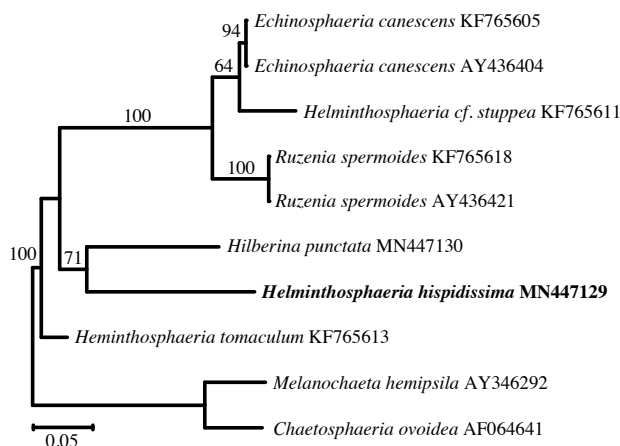 94
Echinosphaeria canescens KF765605
64
Echinosphaeria canescens AY436404
Helminthosphaeria cf. stuppea KF765611
100
Ruzenia spermoides KF765618
100
Ruzenia spermoides AY436421
Hilberina punctata MN447130
100
71
Helminthosphaeria hispidissima MN447129
Heminthosphaeria tomaculum KF765613
Melanochaeta hemipsila AY346292
Chaetosphaeria ovoidea AF064641
0.05